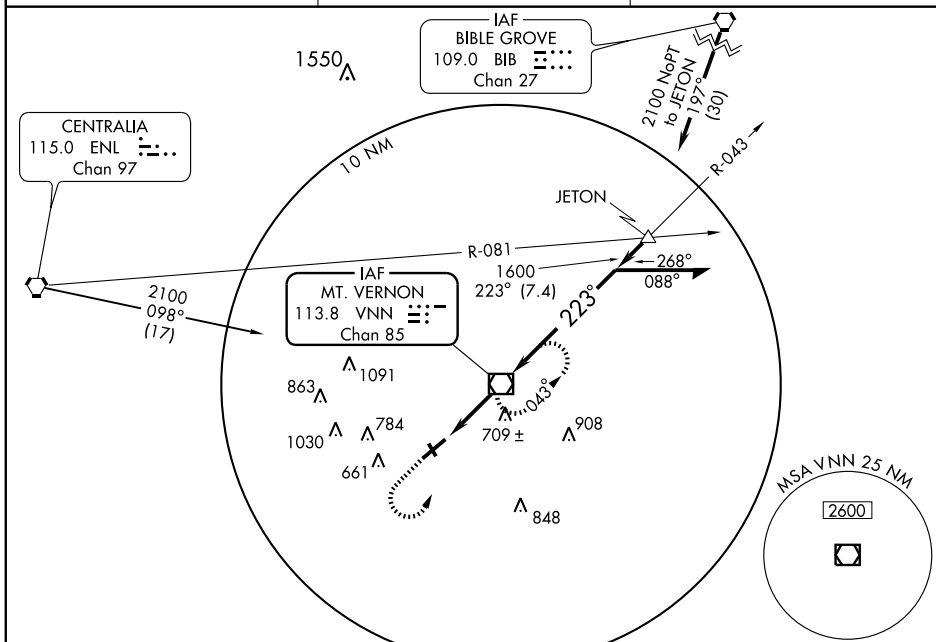 IAF
BIBLE GROVE
109.0 BIB
Chan 27
1550
2100 NoPT
to JETON
197°
(30)
CENTRALIA
115.0 ENL
Chan 97
10 NM
R-043
JETON
R-081
1600
223° (7.4)
268°
088°
2100
098°
(17)
IAF
MT. VERNON
113.8 VNN
Chan 85
223°
043°
1091
863
1030
784
661
709 ±
908
848
MSA VNN 25 NM
2600